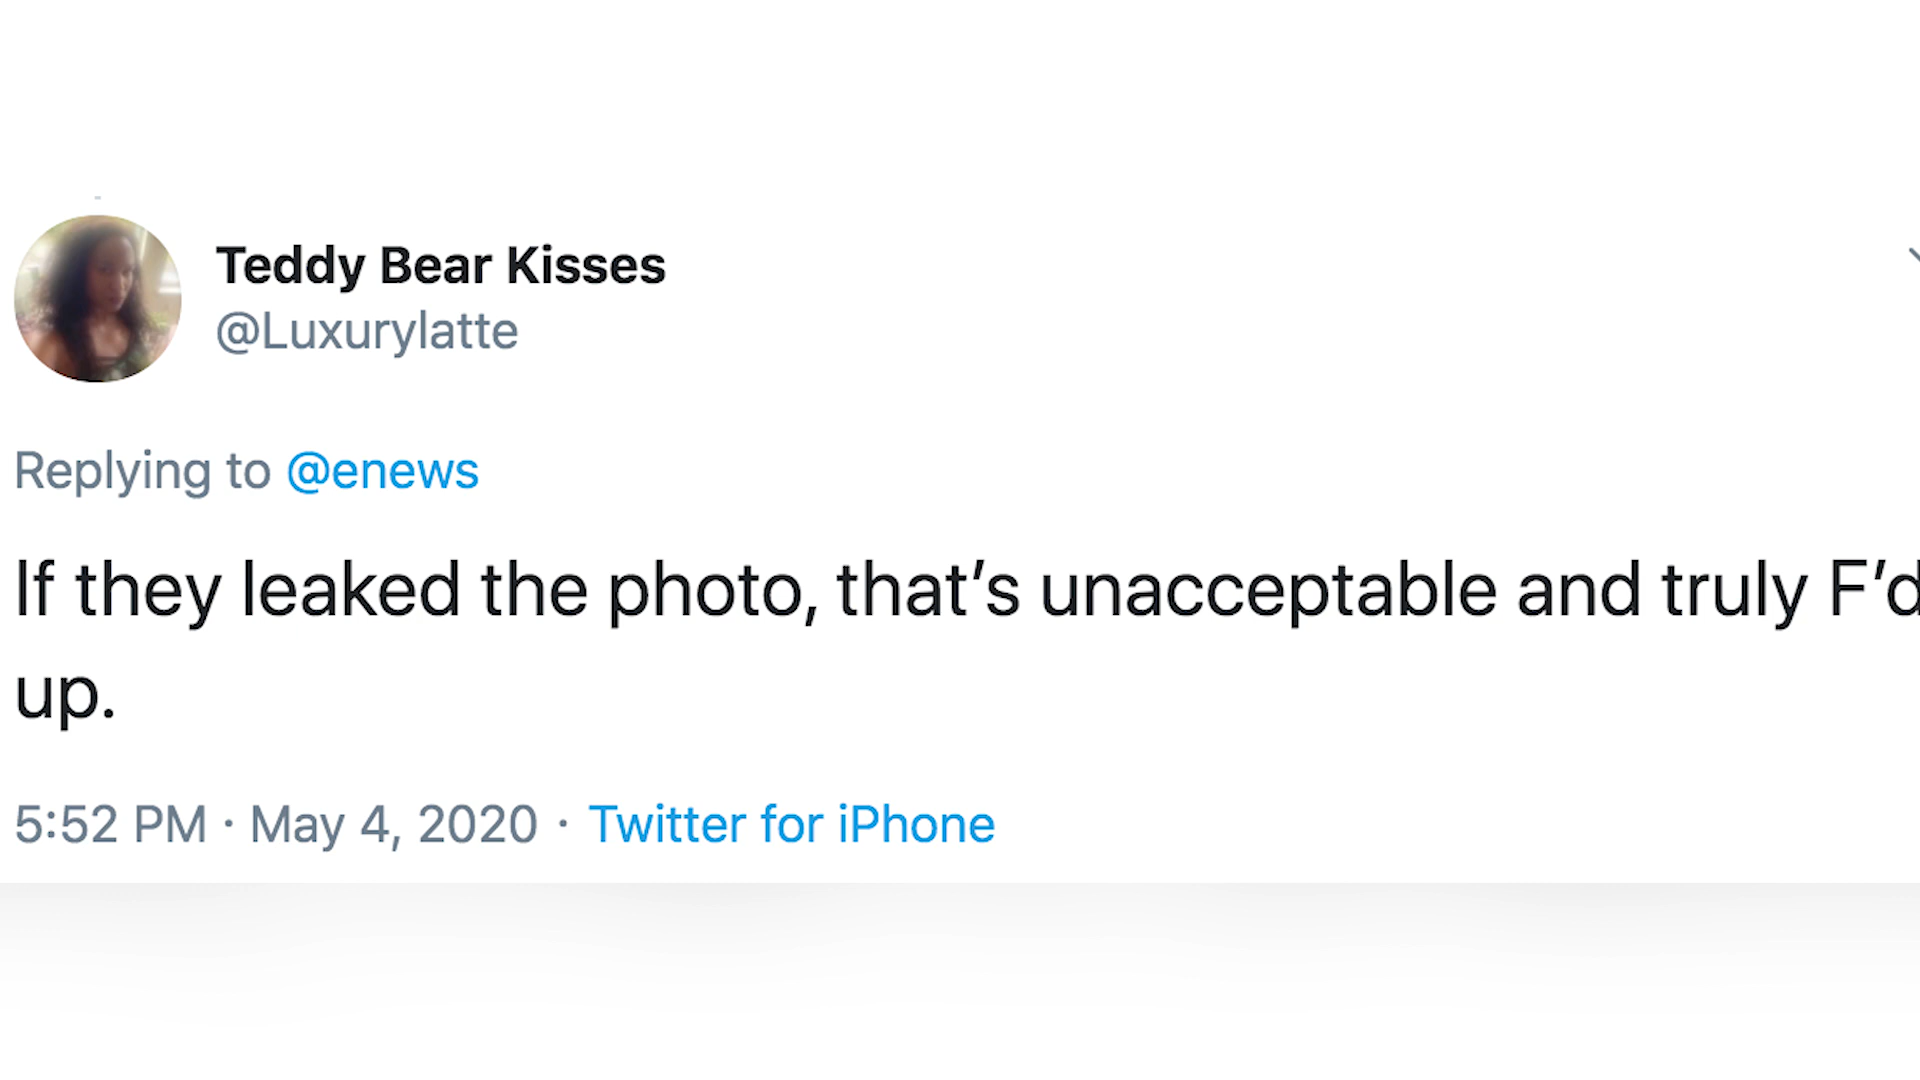 Teddy Bear Kisses
@Luxurylatte
Replying to @enews
If they leaked the photo, that’s unacceptable and truly F’d
up.
5:52 PM · May 4, 2020 · Twitter for iPhone